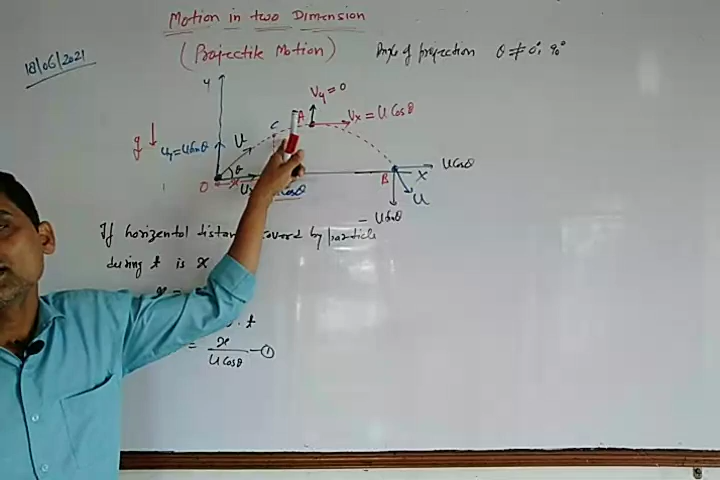 Motion in two Dimension
(Projectile Motion)
Angle of projection θ ≠ 0°, 90°
18/06/2021
y
Vy = 0
C
A
Vx = U Cosθ
g
Uy = U Sinθ
U
θ
O
x
B
X
U Cosθ
U
Cosθ
- U Sinθ
If horizontal distance covered by particle
during t is x
x =
. t
= x / U Cosθ — ①